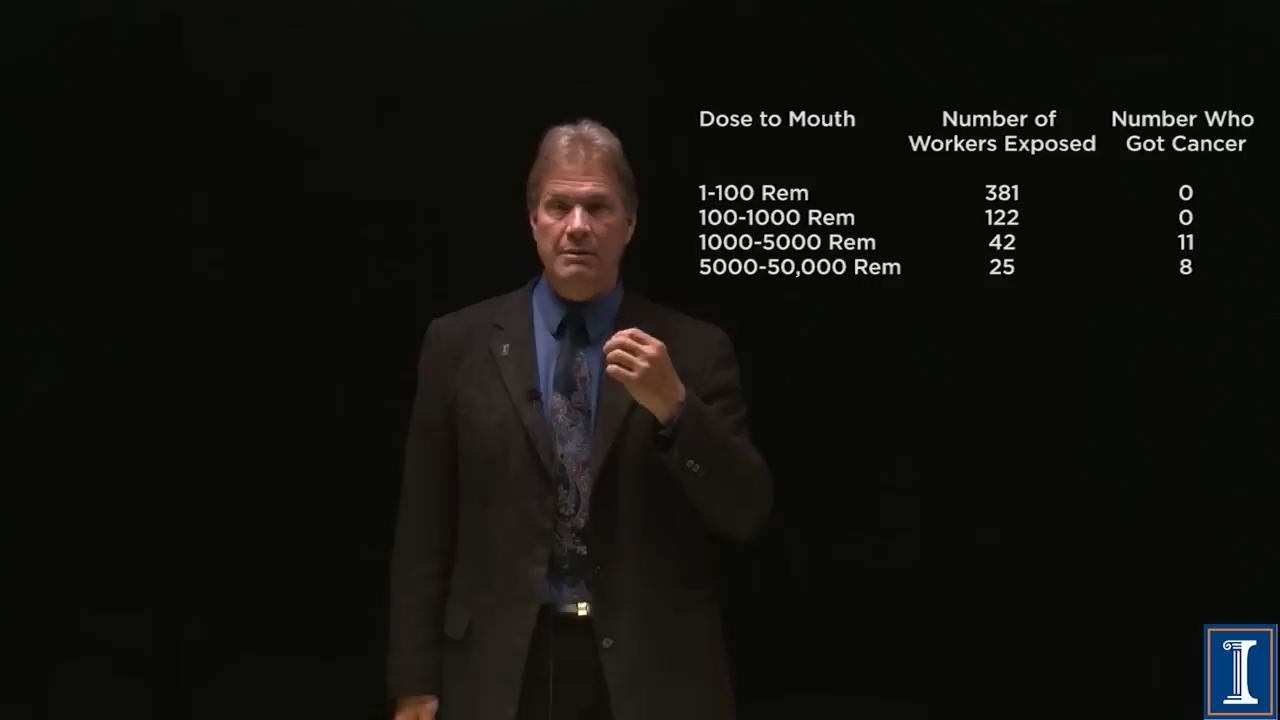 Dose to Mouth Number of Workers Exposed Number Who Got Cancer
1-100 Rem 381 0
100-1000 Rem 122 0
1000-5000 Rem 42 11
5000-50,000 Rem 25 8
I